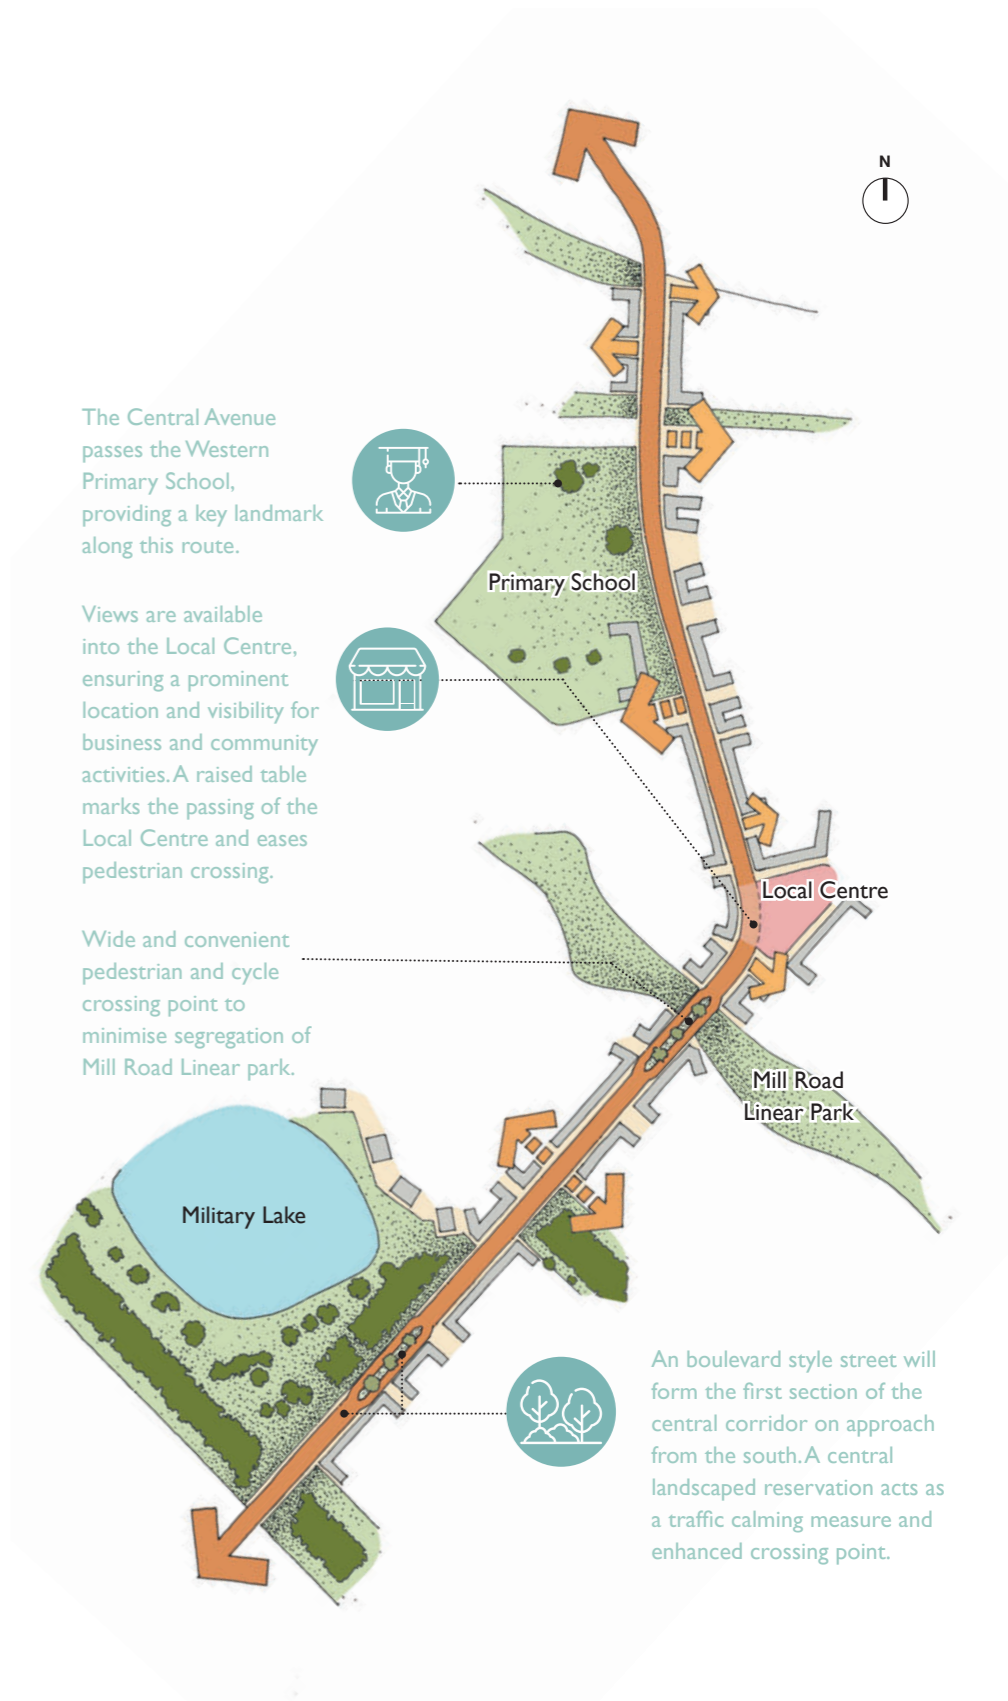 N
The Central Avenue
passes the Western
Primary School,
providing a key landmark
along this route.
Primary School
Views are available
into the Local Centre,
ensuring a prominent
location and visibility for
business and community
activities. A raised table
marks the passing of the
Local Centre and eases
pedestrian crossing.
Local Centre
Wide and convenient
pedestrian and cycle
crossing point to
minimise segregation of
Mill Road Linear park.
Mill Road
Linear Park
Military Lake
An boulevard style street will
form the first section of the
central corridor on approach
from the south. A central
landscaped reservation acts as
a traffic calming measure and
enhanced crossing point.